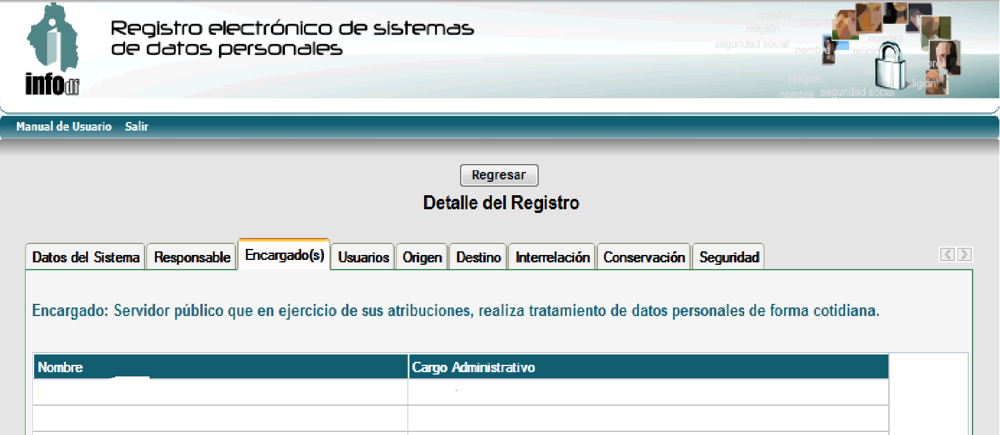 Registro electrónico de sistemas
de datos personales
infodf
nombre
religión
religión
seguridad social
nombre
nombre
religión
nombre
religión
religión
nombre
seguridad social
Manual de Usuario Salir
Regresar
Detalle del Registro
Datos del Sistema Responsable Encargado(s) Usuarios Origen Destino Interrelación Conservación Seguridad
Encargado: Servidor público que en ejercicio de sus atribuciones, realiza tratamiento de datos personales de forma cotidiana.
Nombre Cargo Administrativo